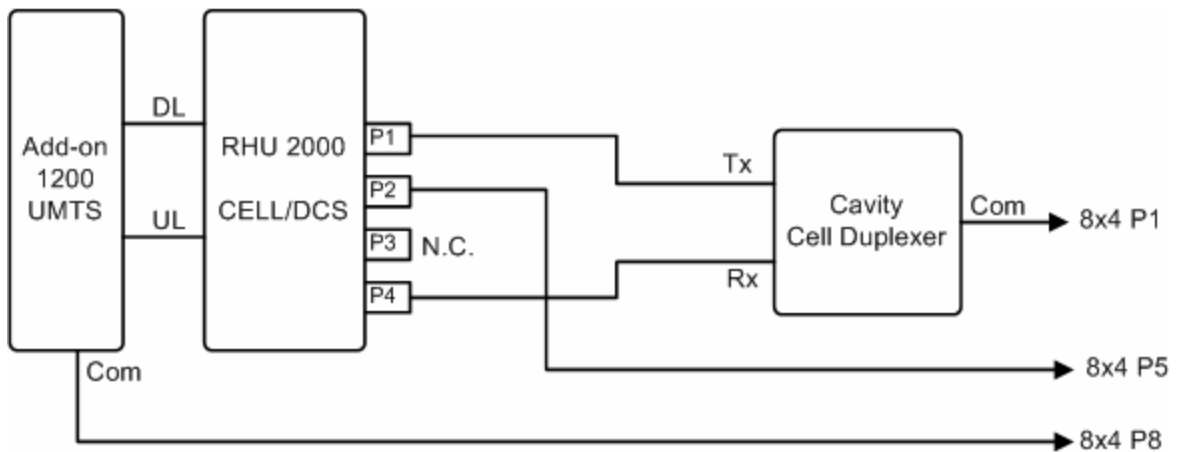 Add-on
1200
UMTS
DL
UL
RHU 2000
CELL/DCS
P1
P2
P3
P4
N.C.
Tx
Rx
Cavity
Cell Duplexer
Com
8x4 P1
8x4 P5
Com
8x4 P8